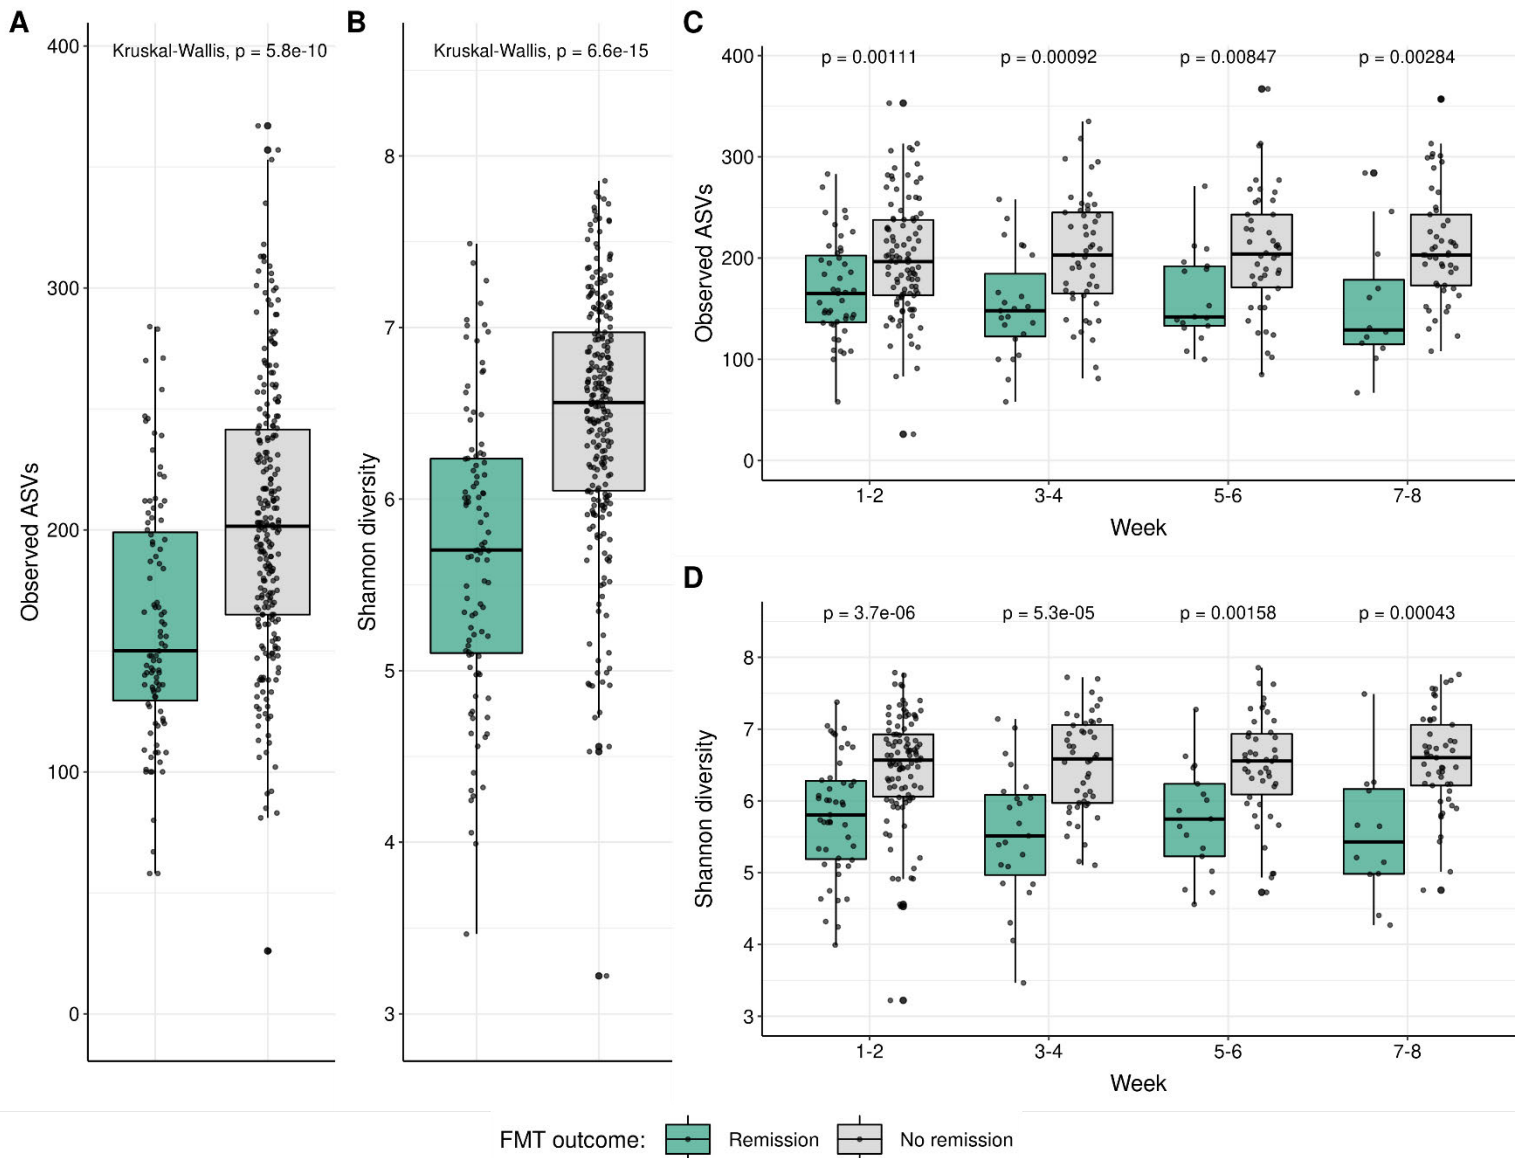 A
Kruskal-Wallis, p = 5.8e-10
Observed ASVs
400
300
200
100
0
B
Kruskal-Wallis, p = 6.6e-15
Shannon diversity
8
7
6
5
4
3
C
p = 0.00111 p = 0.00092 p = 0.00847 p = 0.00284
Observed ASVs
400
300
200
100
0
1-2 3-4 5-6 7-8
Week
D
p = 3.7e-06 p = 5.3e-05 p = 0.00158 p = 0.00043
Shannon diversity
8
7
6
5
4
3
1-2 3-4 5-6 7-8
Week
FMT outcome: Remission No remission